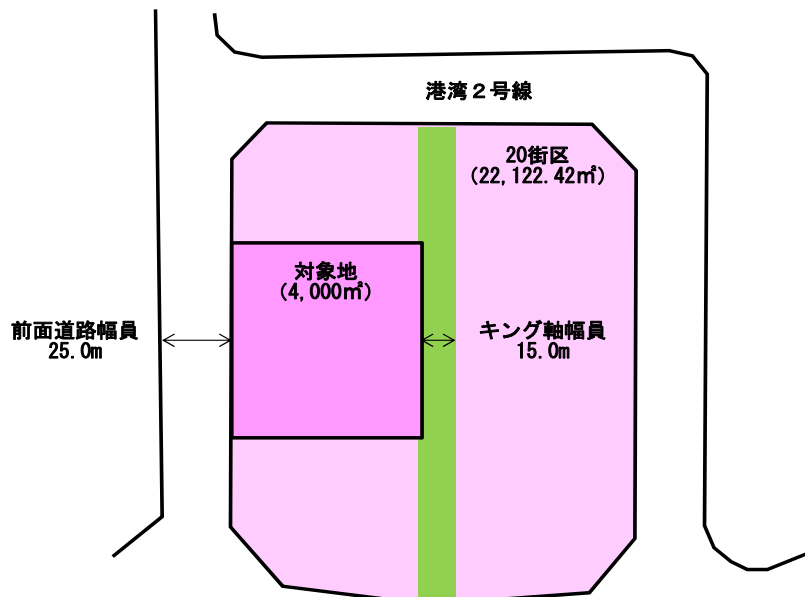 港湾２号線
20街区
(22,122.42㎡)
対象地
(4,000㎡)
前面道路幅員
25.0m
キング軸幅員
15.0m